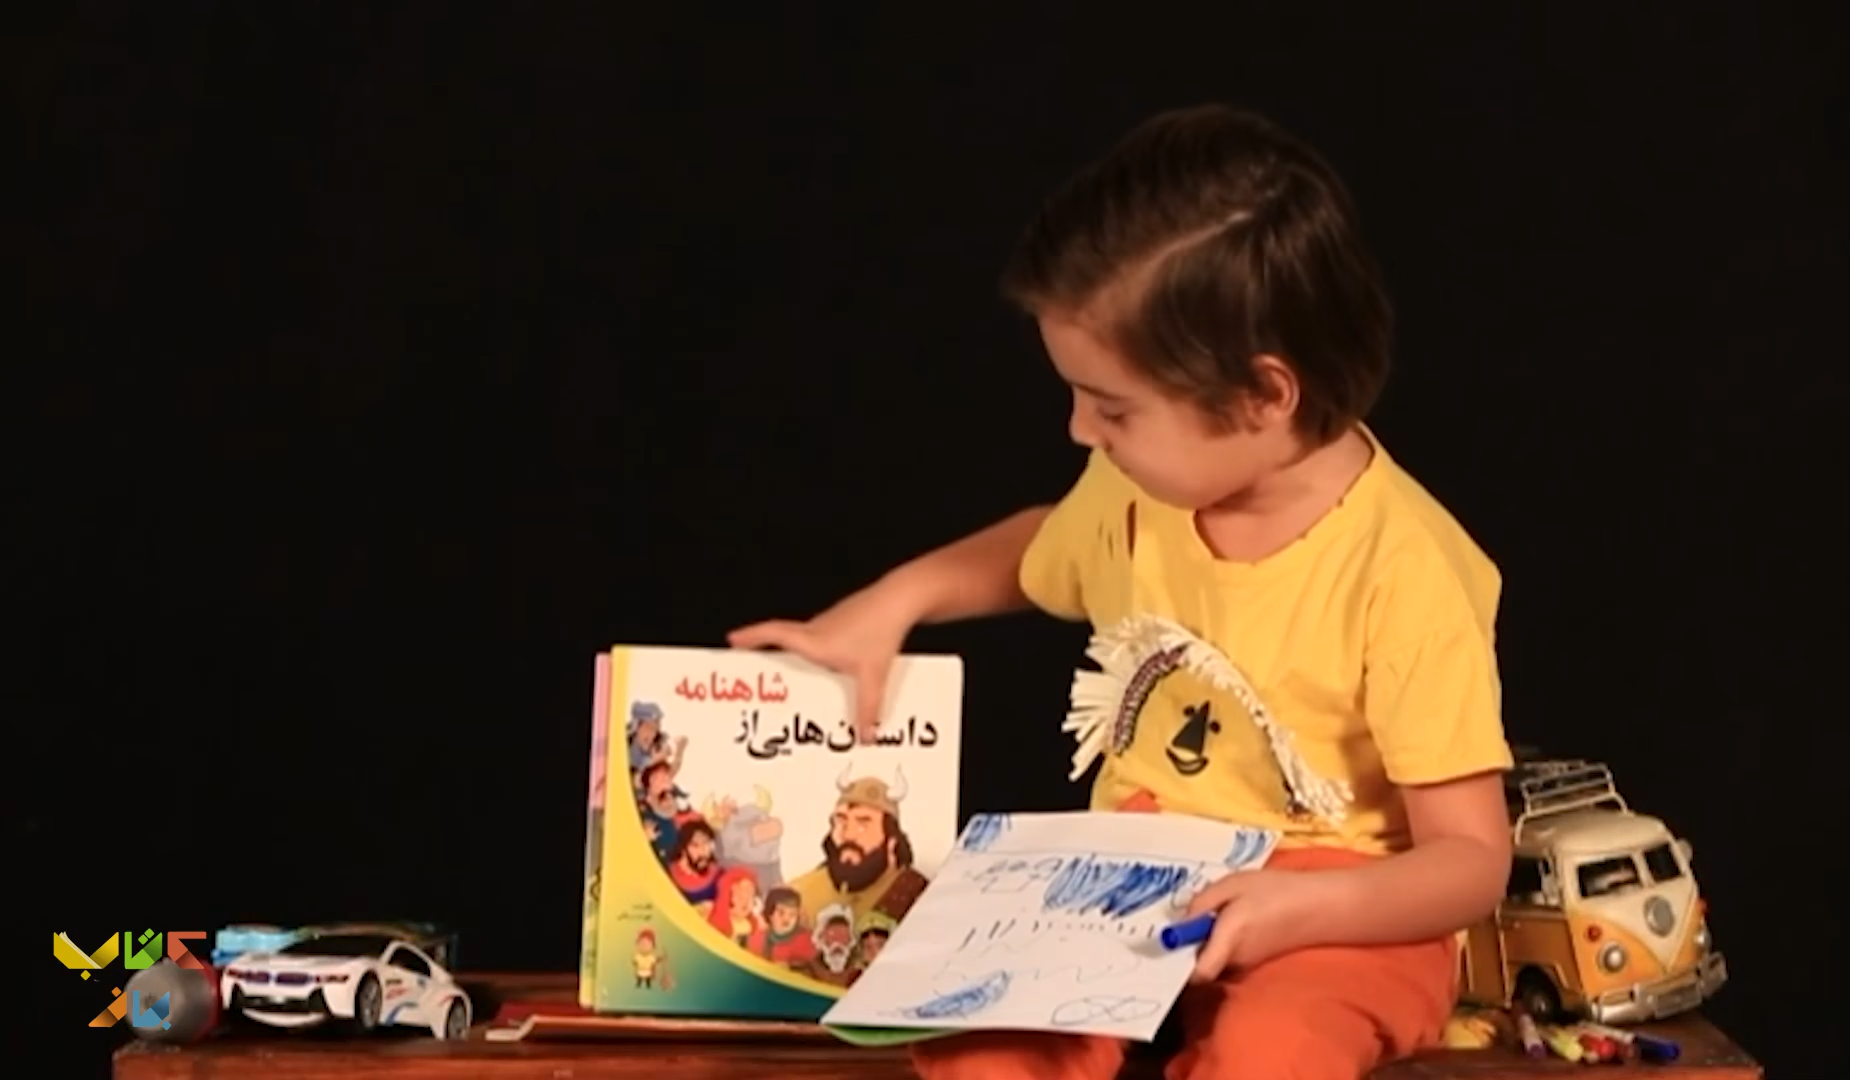 شاهنامه
داستان‌هایی از
کتاب
باز